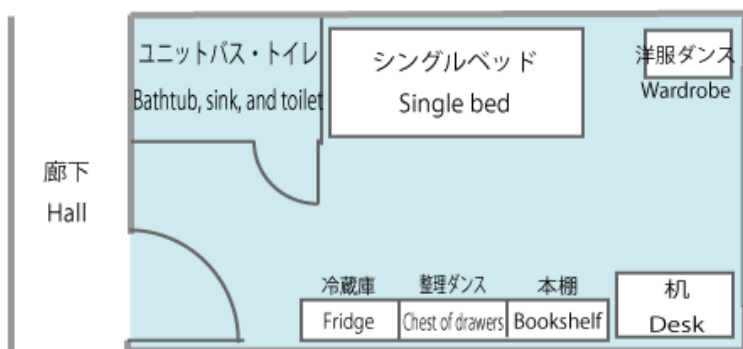 ユニットバス・トイレ
Bathtub, sink, and toilet
シングルベッド
Single bed
洋服ダンス
Wardrobe
廊下
Hall
冷蔵庫
Fridge
整理ダンス
Chest of drawers
本棚
Bookshelf
机
Desk